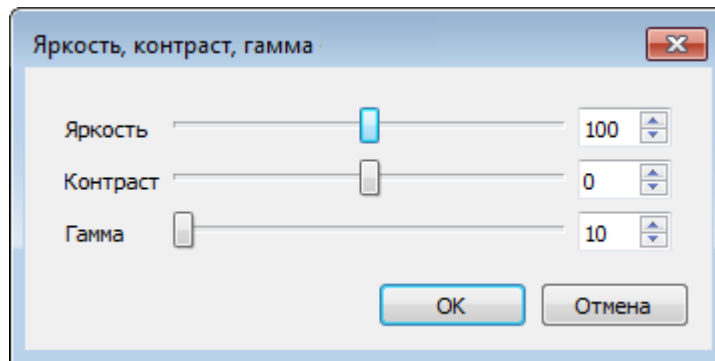 Яркость, контраст, гамма
Яркость 100
Контраст 0
Гамма 10
OK Отмена